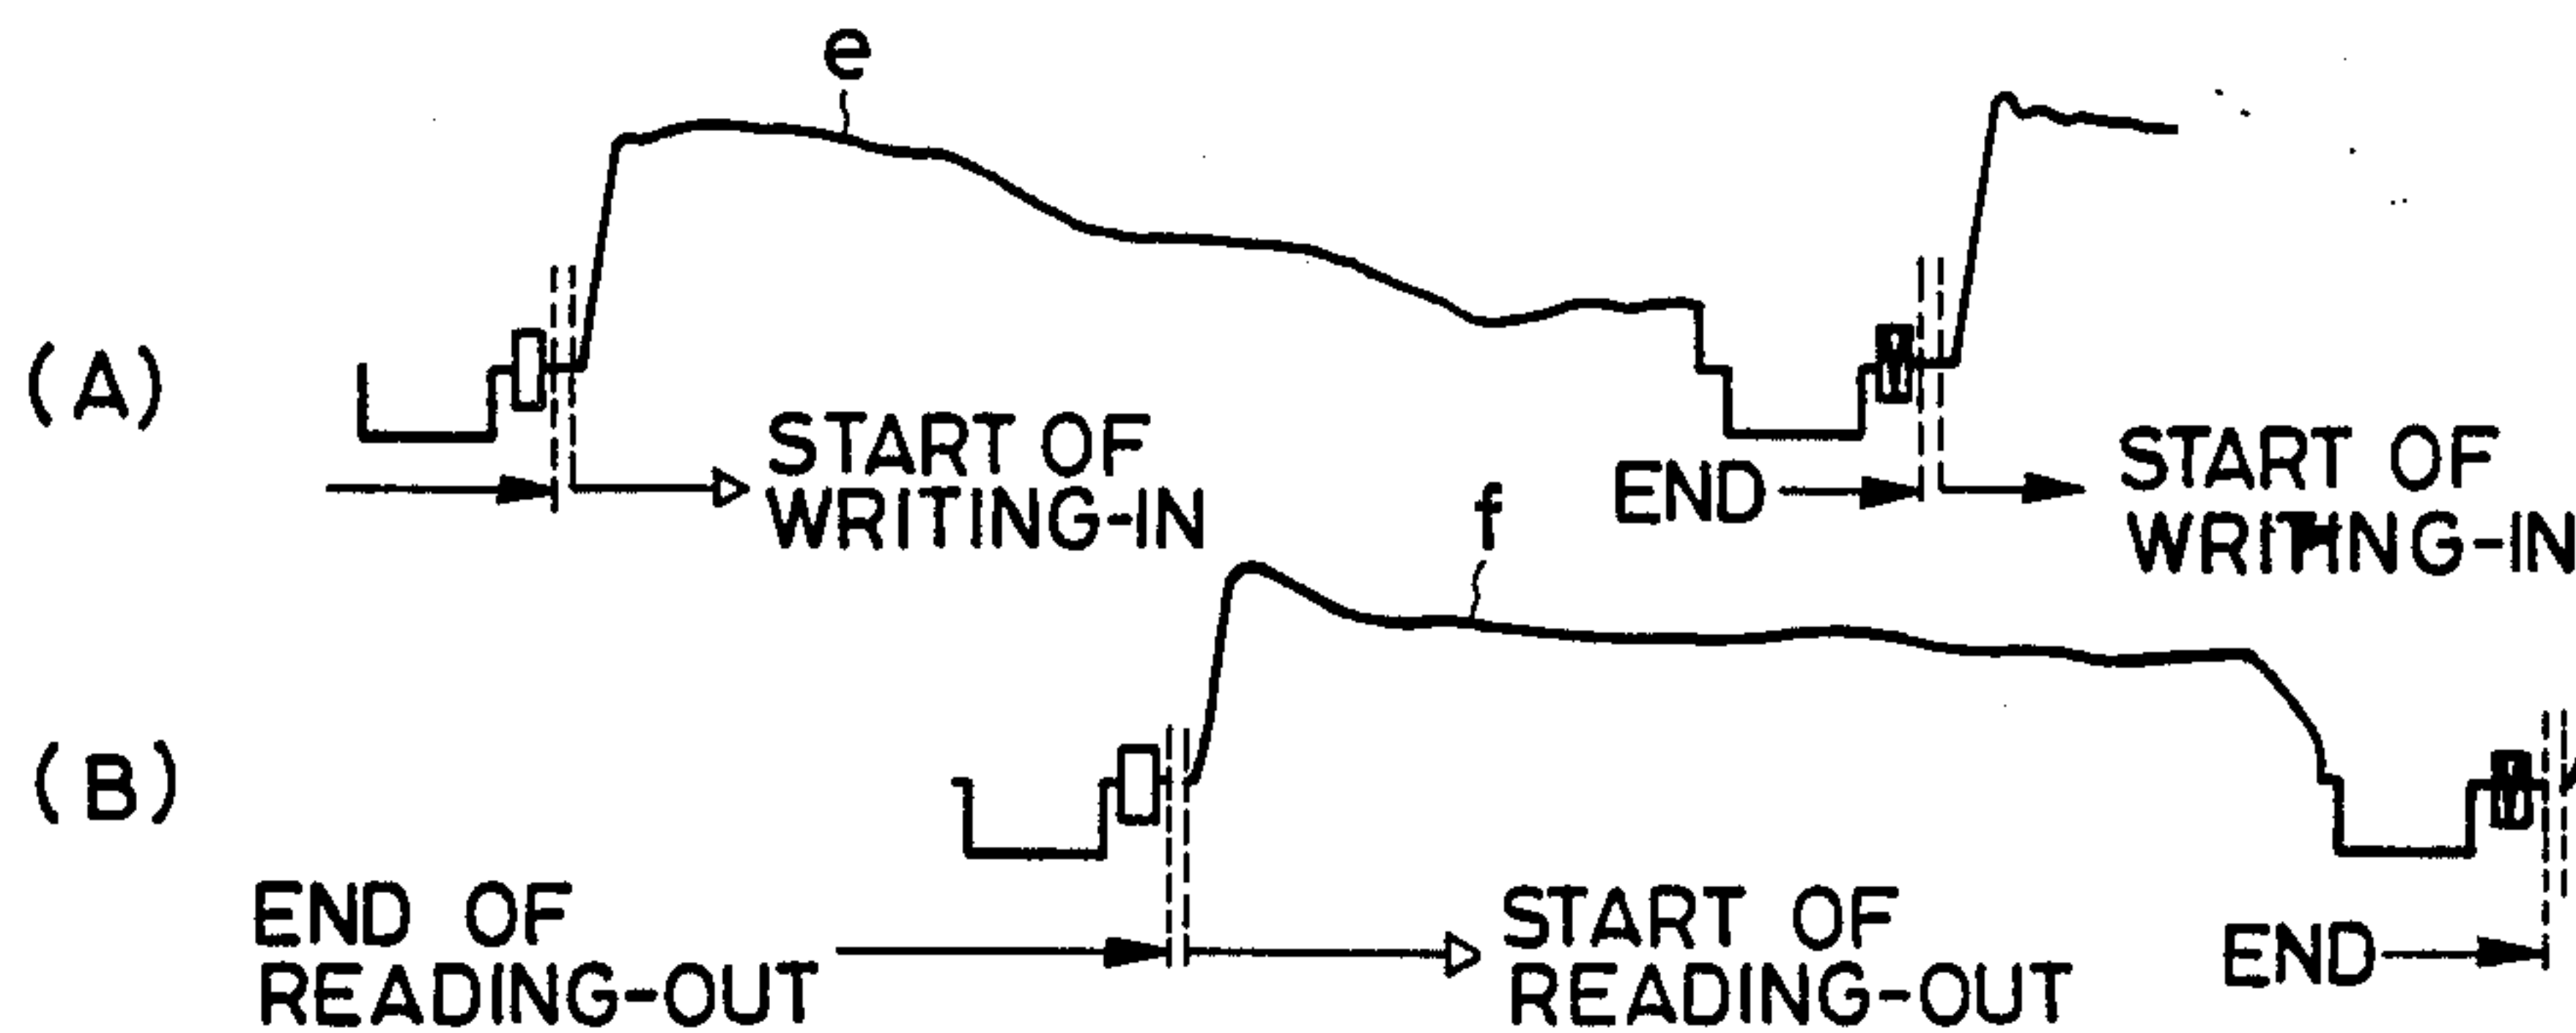 e
(A)
START OF
WRITING-IN
END
START OF
WRITING-IN
f
(B)
END OF
READING-OUT
START OF
READING-OUT
END